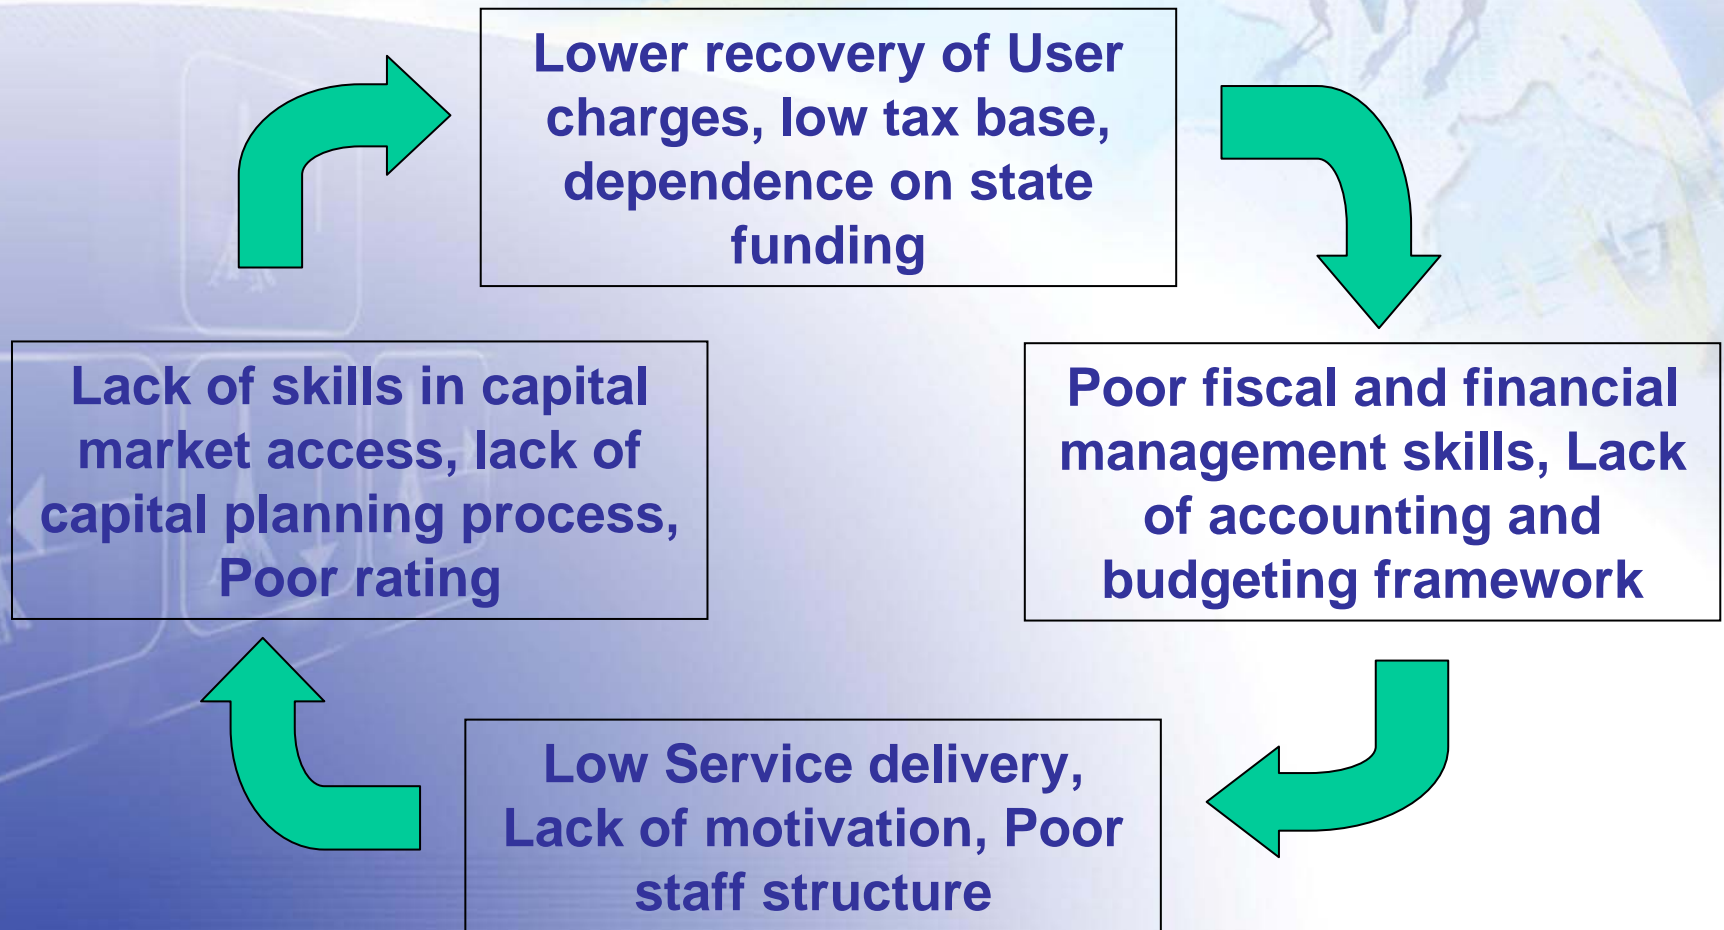 Lower recovery of User
charges, low tax base,
dependence on state
funding
Poor fiscal and financial
management skills, Lack
of accounting and
budgeting framework
Low Service delivery,
Lack of motivation, Poor
staff structure
Lack of skills in capital
market access, lack of
capital planning process,
Poor rating